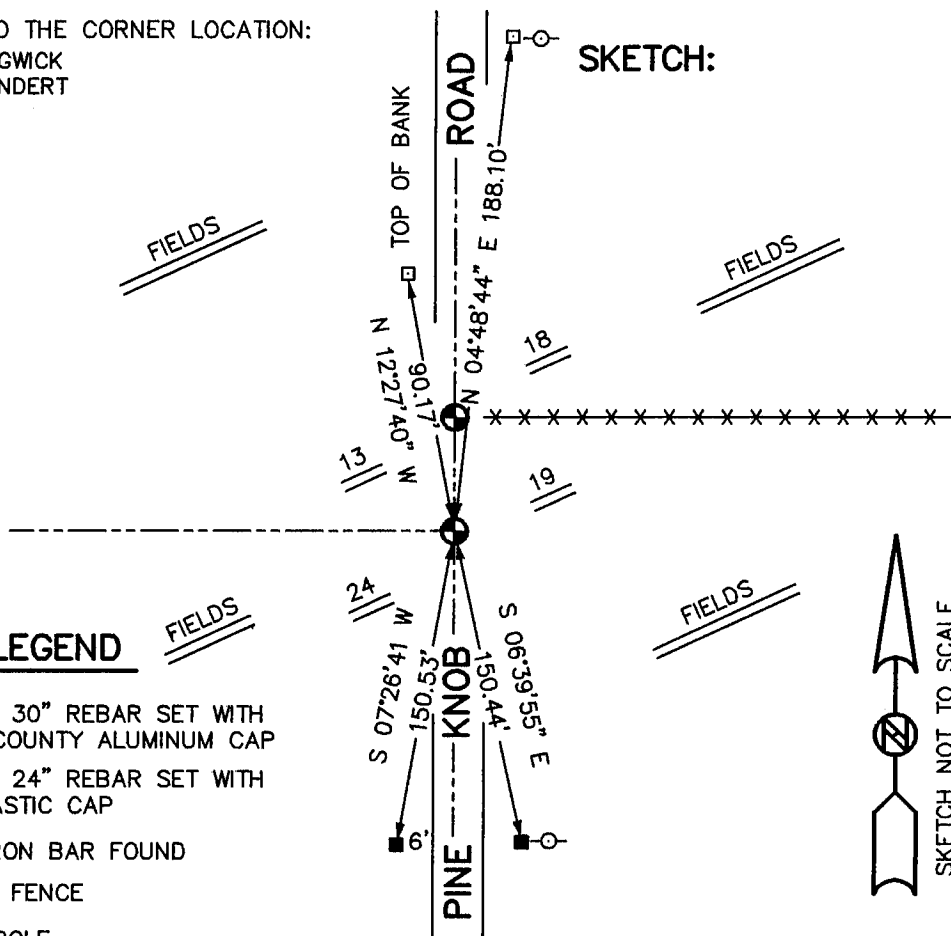 O THE CORNER LOCATION:
GWICK
NDERT
SKETCH:
ROAD
TOP OF BANK
N 04°48'44" E 188.10'
FIELDS
FIELDS
N 12°27'40" W
90.17'
18
13
19
24
FIELDS
FIELDS
S 07°26'41 W
150.53'
S 06°39'55" E
150.44'
PINE KNOB
6'
LEGEND
30" REBAR SET WITH
COUNTY ALUMINUM CAP
24" REBAR SET WITH
ASTIC CAP
RON BAR FOUND
FENCE
POLE
N
SKETCH NOT TO SCALE